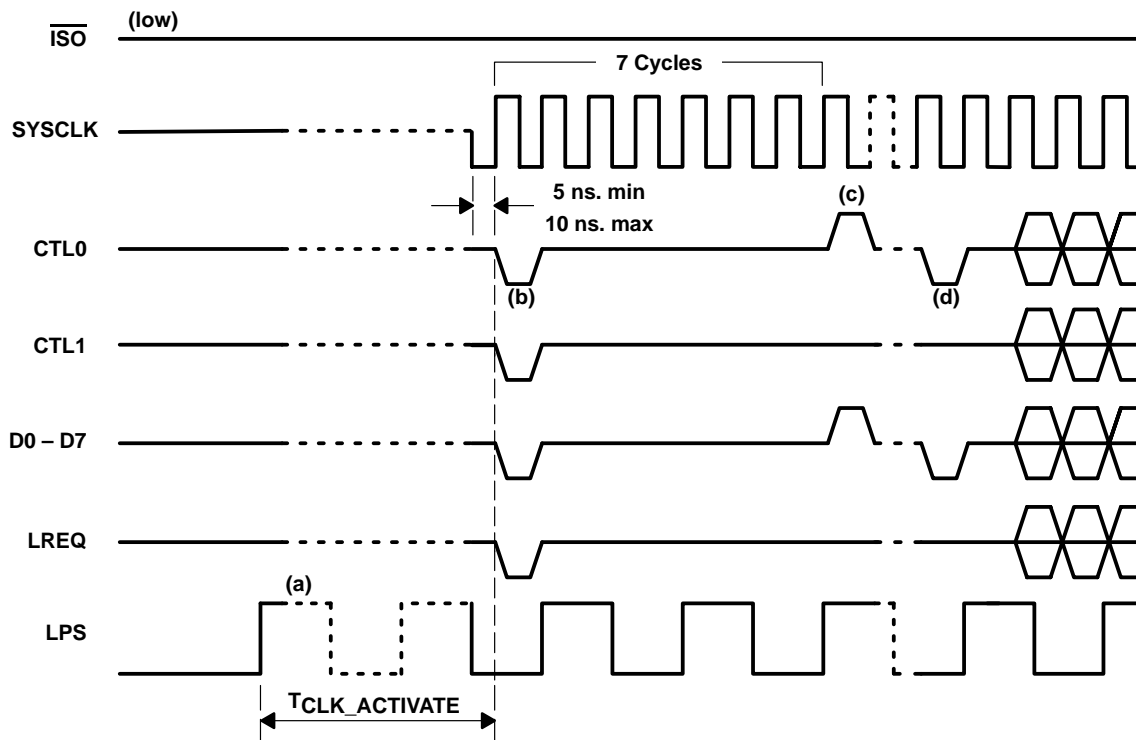 (low)
ISO
7 Cycles
SYSCLK
5 ns. min
10 ns. max
(c)
CTL0
(b)
(d)
CTL1
D0 – D7
LREQ
(a)
LPS
TCLK_ACTIVATE